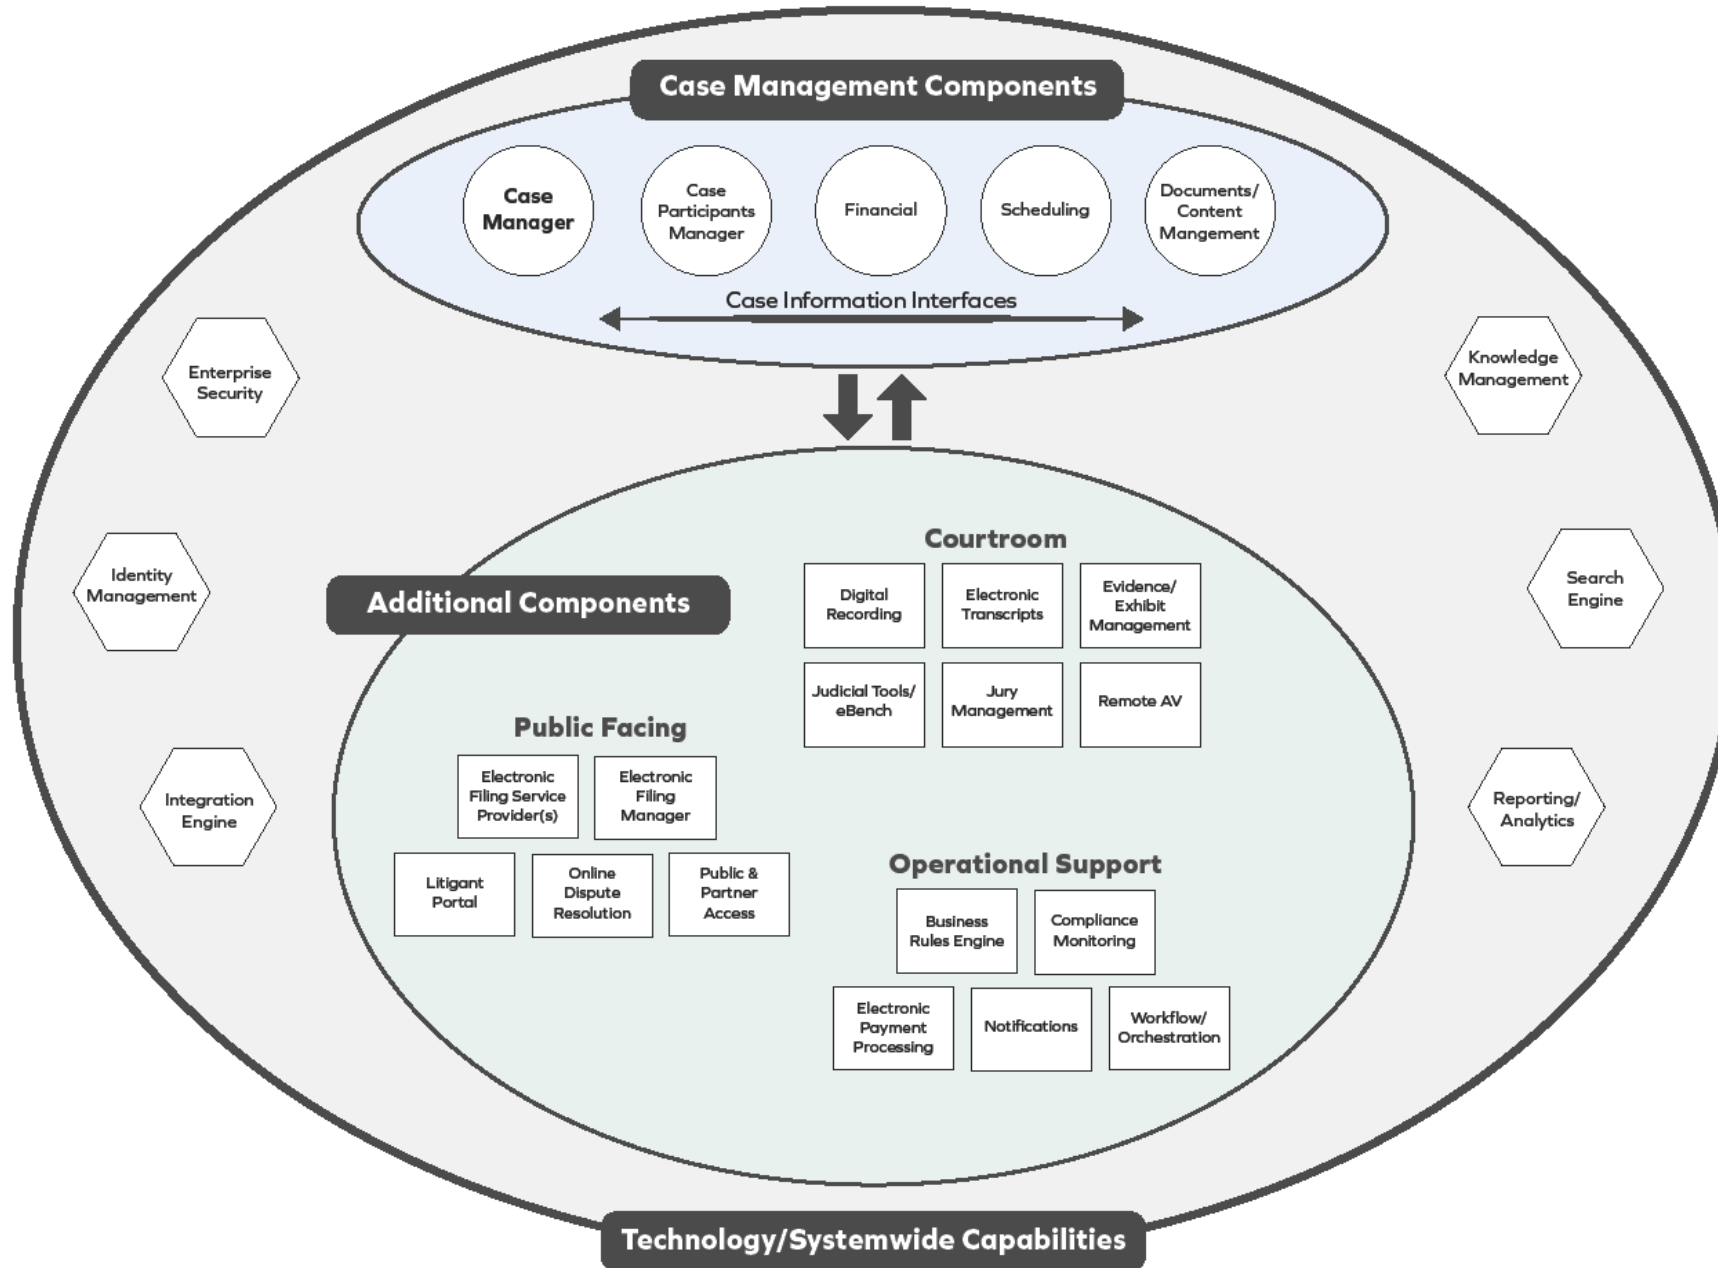 Case Management Components
Case
Manager
Case
Participants
Manager
Financial
Scheduling
Documents/
Content
Mangement
Case Information Interfaces
Enterprise
Security
Knowledge
Management
Identity
Management
Search
Engine
Integration
Engine
Reporting/
Analytics
Additional Components
Courtroom
Digital
Recording
Electronic
Transcripts
Evidence/
Exhibit
Management
Judicial Tools/
eBench
Jury
Management
Remote AV
Public Facing
Electronic
Filing Service
Provider(s)
Electronic
Filing
Manager
Litigant
Portal
Online
Dispute
Resolution
Public &
Partner
Access
Operational Support
Business
Rules Engine
Compliance
Monitoring
Electronic
Payment
Processing
Notifications
Workflow/
Orchestration
Technology/Systemwide Capabilities